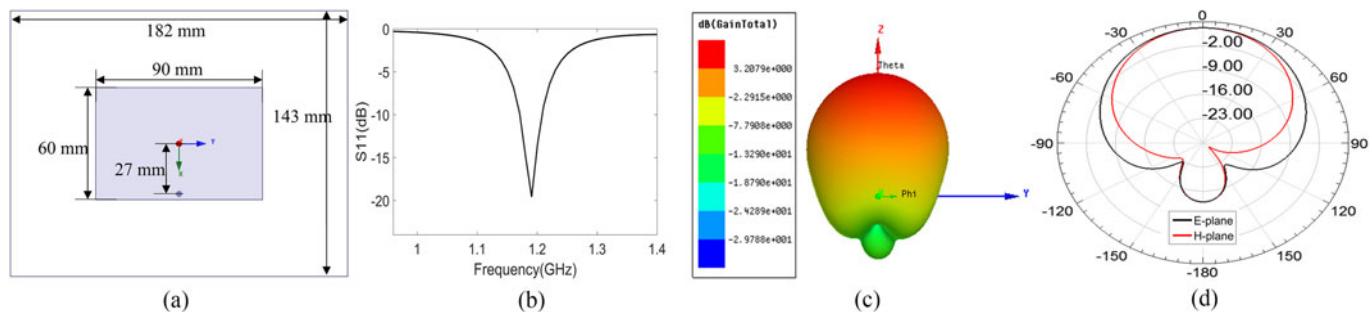 182 mm
90 mm
143 mm
60 mm
27 mm
Y
X
(a)
0
-5
-10
-15
-20
S11(dB)
1
1.1
1.2
1.3
1.4
Frequency(GHz)
(b)
dB(GainTotal)
3.2079e+000
-2.2915e+000
-7.7908e+000
-1.3290e+001
-1.8790e+001
-2.4289e+001
-2.9788e+001
Z
Theta
Phi
Y
(c)
0
-30
30
-60
60
-90
90
-120
120
-150
150
-180
-2.00
-9.00
-16.00
-23.00
E-plane
H-plane
(d)